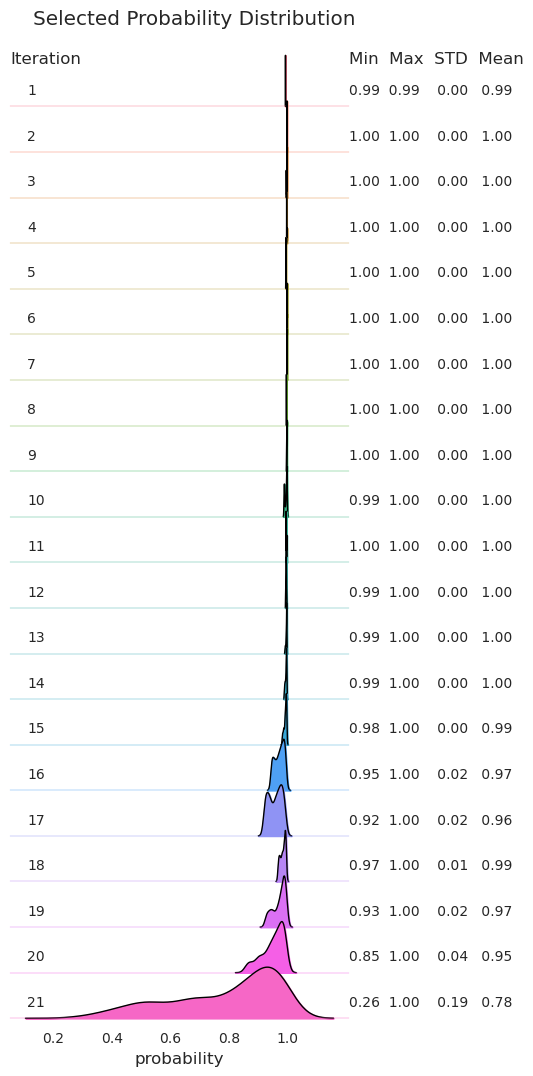 Selected Probability Distribution
Iteration Min Max STD Mean
1 0.99 0.99 0.00 0.99
2 1.00 1.00 0.00 1.00
3 1.00 1.00 0.00 1.00
4 1.00 1.00 0.00 1.00
5 1.00 1.00 0.00 1.00
6 1.00 1.00 0.00 1.00
7 1.00 1.00 0.00 1.00
8 1.00 1.00 0.00 1.00
9 1.00 1.00 0.00 1.00
10 0.99 1.00 0.00 1.00
11 1.00 1.00 0.00 1.00
12 0.99 1.00 0.00 1.00
13 0.99 1.00 0.00 1.00
14 0.99 1.00 0.00 1.00
15 0.98 1.00 0.00 0.99
16 0.95 1.00 0.02 0.97
17 0.92 1.00 0.02 0.96
18 0.97 1.00 0.01 0.99
19 0.93 1.00 0.02 0.97
20 0.85 1.00 0.04 0.95
21 0.26 1.00 0.19 0.78
0.2 0.4 0.6 0.8 1.0
probability